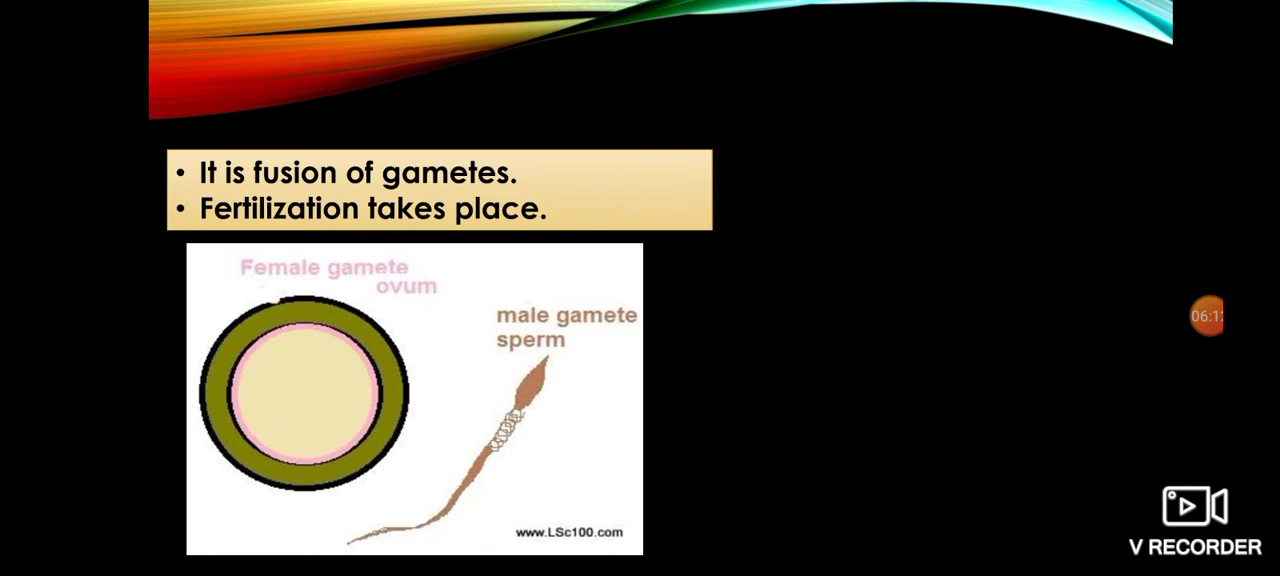 • It is fusion of gametes.
• Fertilization takes place.
Female gamete
ovum
male gamete
sperm
www.LSc100.com
V RECORDER